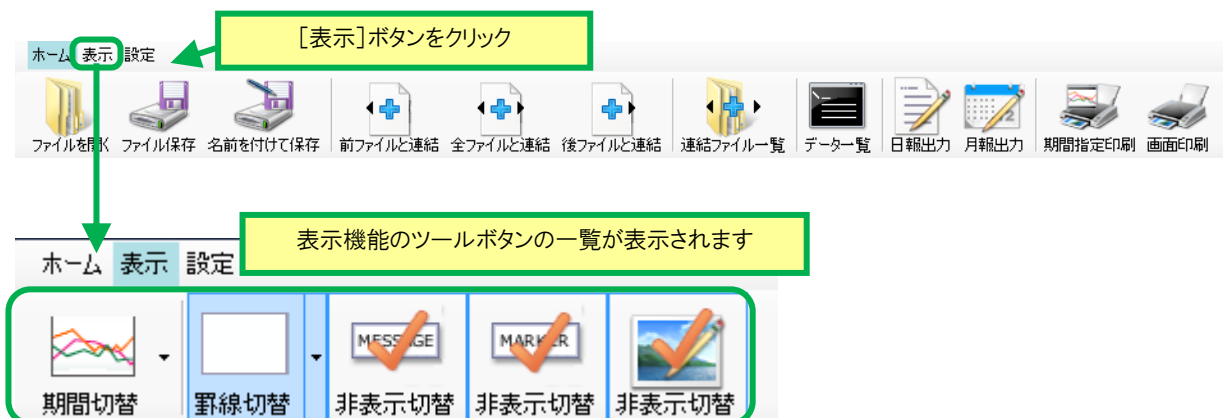 [表示]ボタンをクリック
ホーム 表示 設定
ファイルを開く ファイル保存 名前を付けて保存 前ファイルと連結 全ファイルと連結 後ファイルと連結 連結ファイル一覧 データ一覧 日報出力 月報出力 期間指定印刷 画面印刷
表示機能のツールボタンの一覧が表示されます
ホーム 表示 設定
MESSAGE MARKER
期間切替 罫線切替 非表示切替 非表示切替 非表示切替